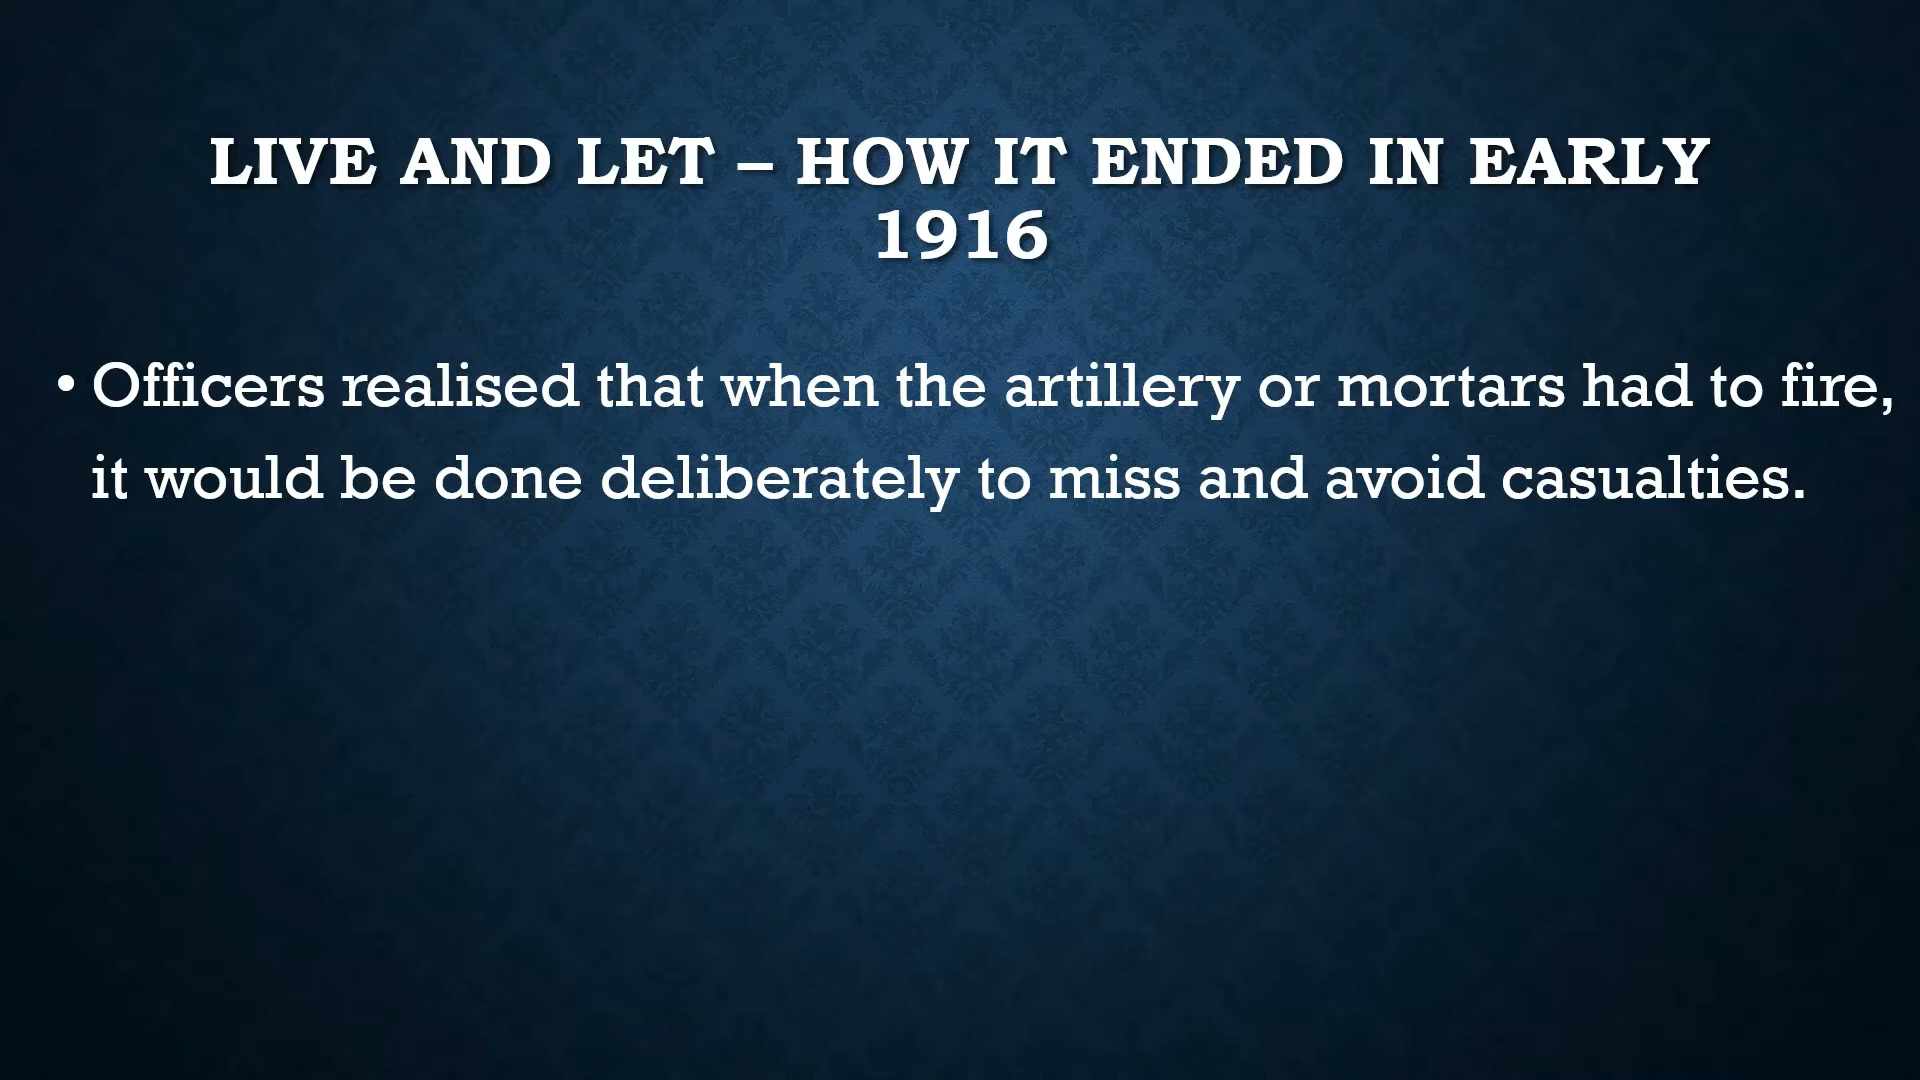 LIVE AND LET – HOW IT ENDED IN EARLY
1916
• Officers realised that when the artillery or mortars had to fire,
it would be done deliberately to miss and avoid casualties.